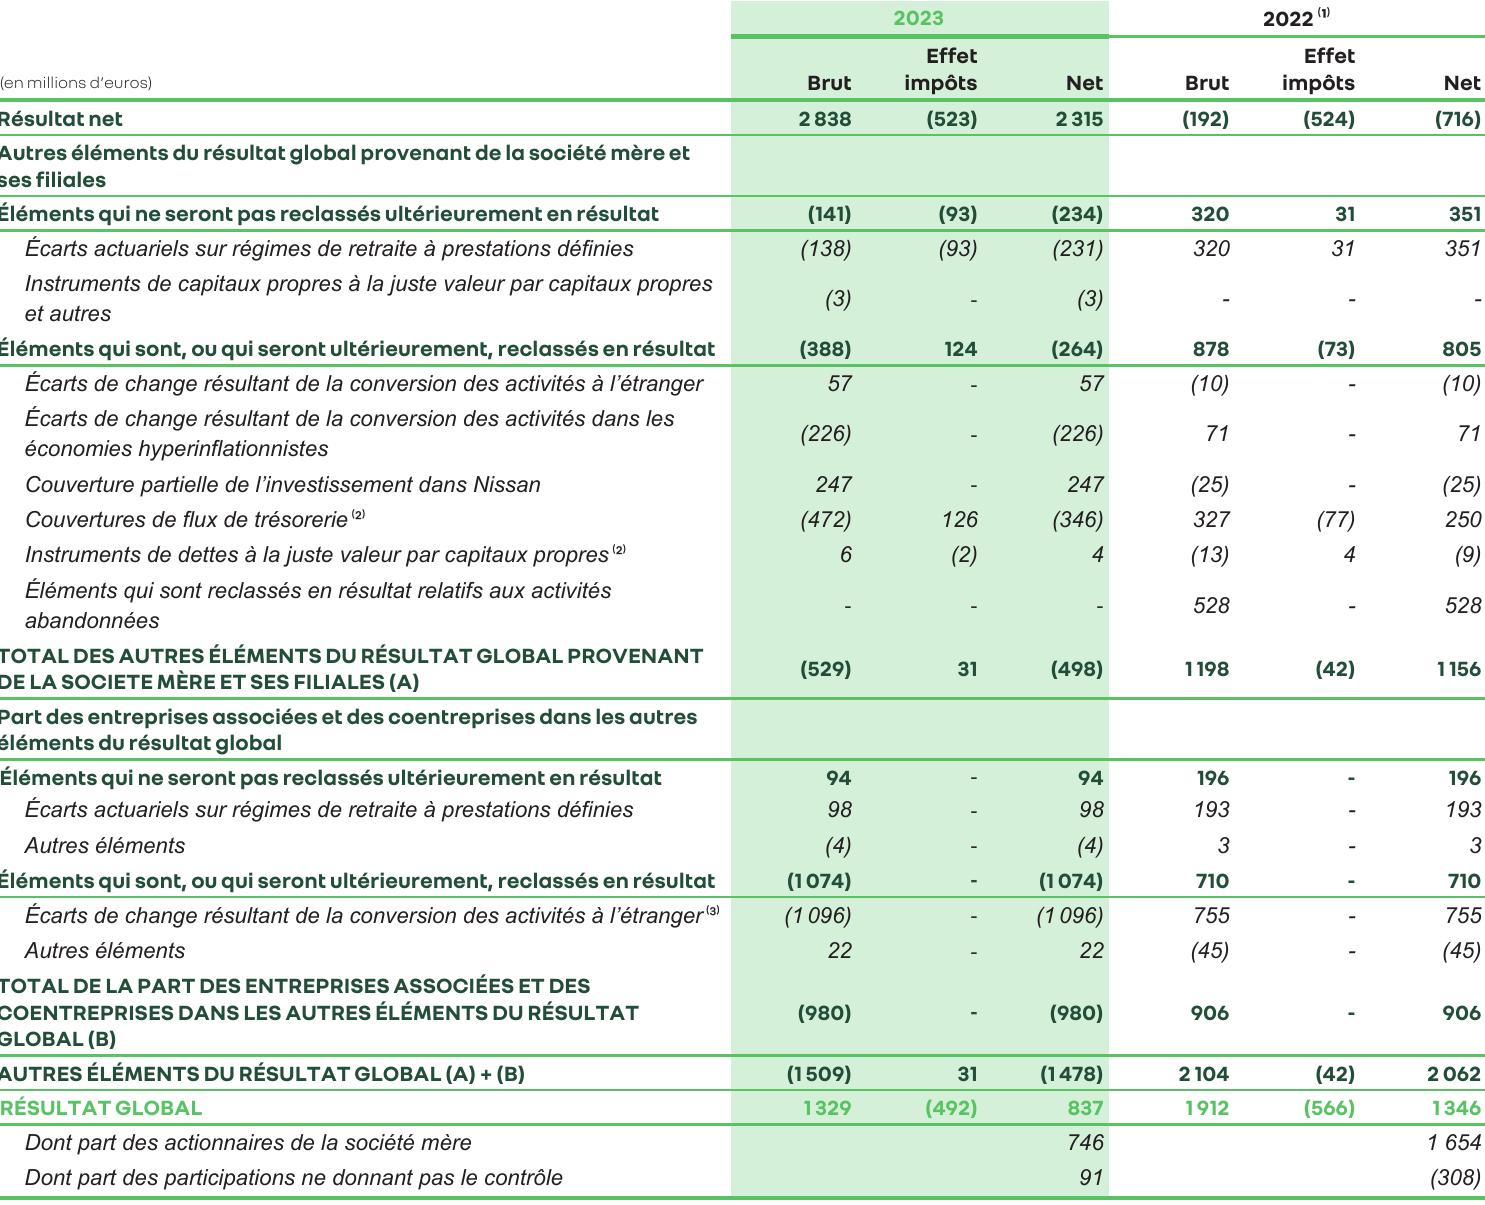 2023 2022 (1)
(en millions d'euros) Brut Effet impôts Net Brut Effet impôts Net
Résultat net 2 838 (523) 2 315 (192) (524) (716)
Autres éléments du résultat global provenant de la société mère et
ses filiales
Éléments qui ne seront pas reclassés ultérieurement en résultat (141) (93) (234) 320 31 351
Écarts actuariels sur régimes de retraite à prestations définies (138) (93) (231) 320 31 351
Instruments de capitaux propres à la juste valeur par capitaux propres
et autres (3) - (3) - - -
Éléments qui sont, ou qui seront ultérieurement, reclassés en résultat (388) 124 (264) 878 (73) 805
Écarts de change résultant de la conversion des activités à l'étranger 57 - 57 (10) - (10)
Écarts de change résultant de la conversion des activités dans les
économies hyperinflationnistes (226) - (226) 71 - 71
Couverture partielle de l'investissement dans Nissan 247 - 247 (25) - (25)
Couvertures de flux de trésorerie (2) (472) 126 (346) 327 (77) 250
Instruments de dettes à la juste valeur par capitaux propres (2) 6 (2) 4 (13) 4 (9)
Éléments qui sont reclassés en résultat relatifs aux activités
abandonnées - - - 528 - 528
TOTAL DES AUTRES ÉLÉMENTS DU RÉSULTAT GLOBAL PROVENANT
DE LA SOCIETE MÈRE ET SES FILIALES (A) (529) 31 (498) 1 198 (42) 1 156
Part des entreprises associées et des coentreprises dans les autres
éléments du résultat global
Éléments qui ne seront pas reclassés ultérieurement en résultat 94 - 94 196 - 196
Écarts actuariels sur régimes de retraite à prestations définies 98 - 98 193 - 193
Autres éléments (4) - (4) 3 - 3
Éléments qui sont, ou qui seront ultérieurement, reclassés en résultat (1 074) - (1 074) 710 - 710
Écarts de change résultant de la conversion des activités à l'étranger (3) (1 096) - (1 096) 755 - 755
Autres éléments 22 - 22 (45) - (45)
TOTAL DE LA PART DES ENTREPRISES ASSOCIÉES ET DES
COENTREPRISES DANS LES AUTRES ÉLÉMENTS DU RÉSULTAT
GLOBAL (B) (980) - (980) 906 - 906
AUTRES ÉLÉMENTS DU RÉSULTAT GLOBAL (A) + (B) (1 509) 31 (1 478) 2 104 (42) 2 062
RÉSULTAT GLOBAL 1 329 (492) 837 1 912 (566) 1 346
Dont part des actionnaires de la société mère 746 1 654
Dont part des participations ne donnant pas le contrôle 91 (308)